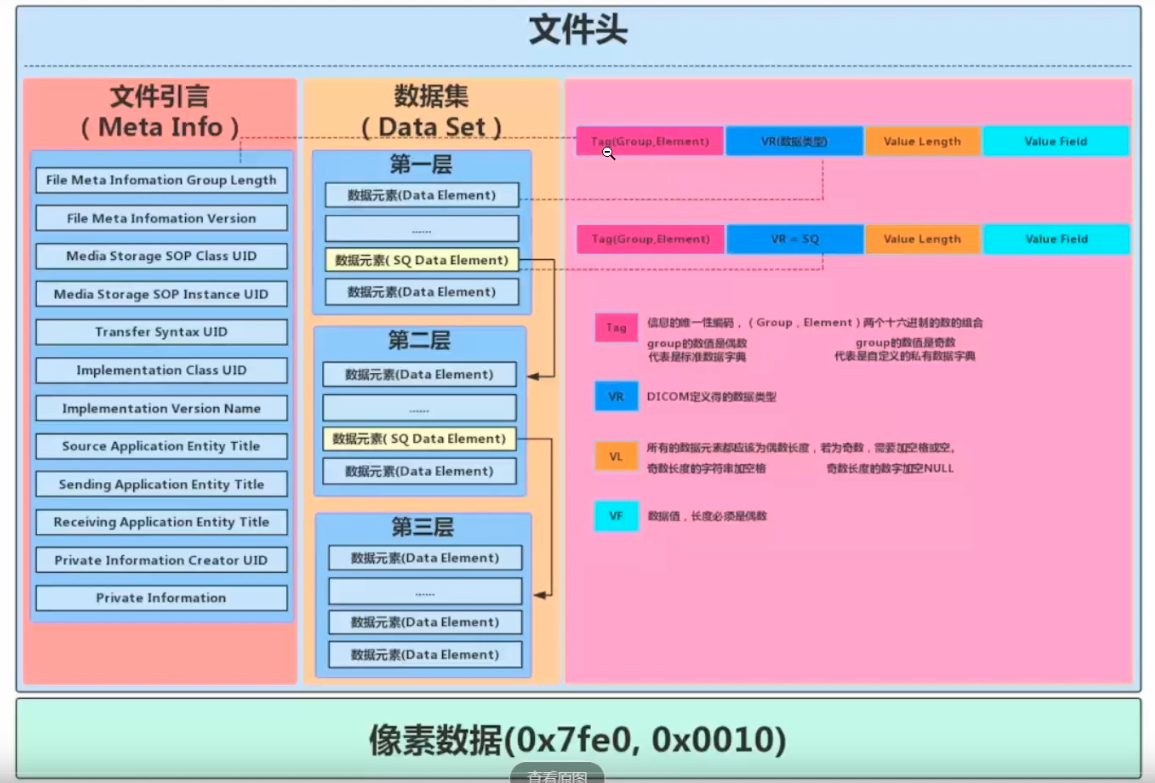 文件头
文件引言
( Meta Info )
File Meta Infomation Group Length
File Meta Infomation Version
Media Storage SOP Class UID
Media Storage SOP Instance UID
Transfer Syntax UID
Implementation Class UID
Implementation Version Name
Source Application Entity Title
Sending Application Entity Title
Receiving Application Entity Title
Private Information Creator UID
Private Information
数据集
( Data Set )
第一层
数据元素(Data Element)
......
数据元素( SQ Data Element)
数据元素(Data Element)
第二层
数据元素(Data Element)
......
数据元素( SQ Data Element)
数据元素(Data Element)
第三层
数据元素(Data Element)
......
数据元素(Data Element)
数据元素(Data Element)
Tag(Group,Element)
VR(数据类型)
Value Length
Value Field
Tag(Group,Element)
VR = SQ
Value Length
Value Field
Tag
信息的唯一性编码，（Group，Element）两个十六进制的数的组合
group的数值是偶数
代表是标准数据字典
group的数值是奇数
代表是自定义的私有数据字典
VR
DICOM定义得的数据类型
VL
所有的数据元素都应该为偶数长度，若为奇数，需要加空格或空。
奇数长度的字符串加空格
奇数长度的数字加空NULL
VF
数据值，长度必须是偶数
像素数据(0x7fe0, 0x0010)
查看原图